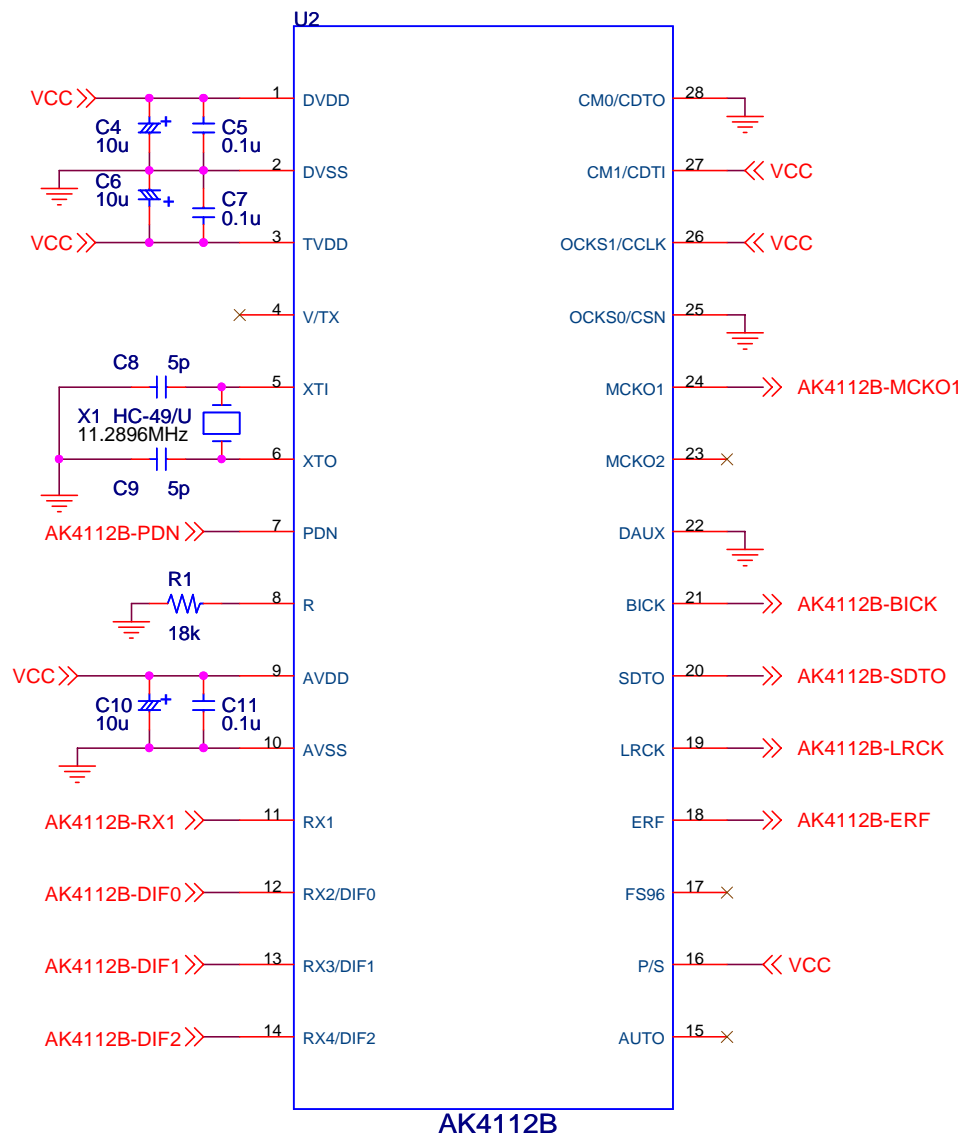 U2
VCC 1 DVDD CM0/CDTO 28
C4 10u C5 0.1u
2 DVSS CM1/CDTI 27 VCC
C6 10u C7 0.1u
VCC 3 TVDD OCKS1/CCLK 26 VCC
4 V/TX OCKS0/CSN 25
C8 5p
5 XTI MCKO1 24 AK4112B-MCKO1
X1 HC-49/U
11.2896MHz
6 XTO MCKO2 23
C9 5p
AK4112B-PDN 7 PDN DAUX 22
R1
8 R BICK 21 AK4112B-BICK
18k
VCC 9 AVDD SDTO 20 AK4112B-SDTO
C10 10u C11 0.1u
10 AVSS LRCK 19 AK4112B-LRCK
AK4112B-RX1 11 RX1 ERF 18 AK4112B-ERF
AK4112B-DIF0 12 RX2/DIF0 FS96 17
AK4112B-DIF1 13 RX3/DIF1 P/S 16 VCC
AK4112B-DIF2 14 RX4/DIF2 AUTO 15
AK4112B